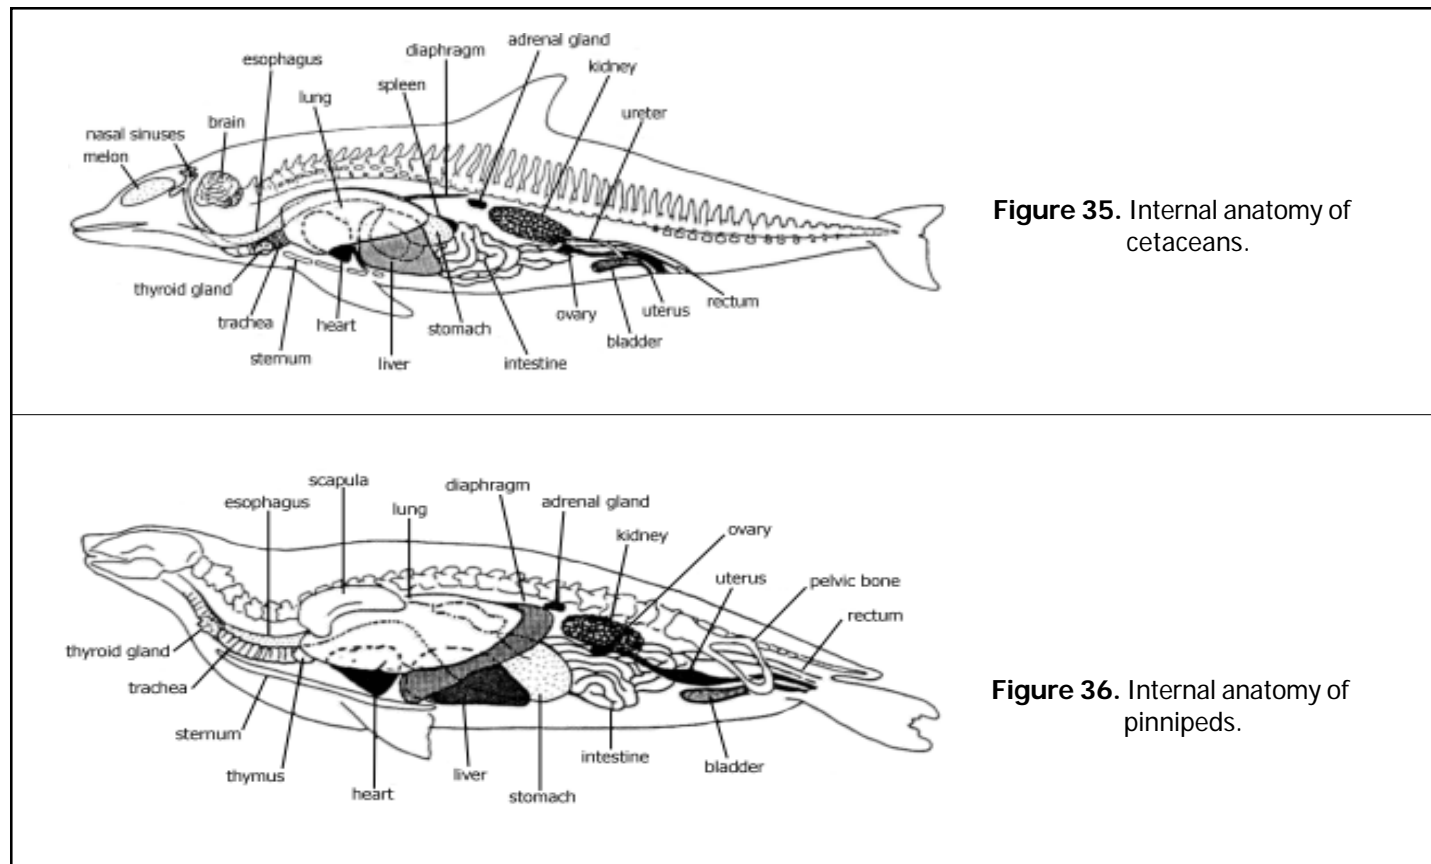 adrenal gland
diaphragm
esophagus
kidney
spleen
lung
ureter
brain
nasal sinuses
melon
Figure 35. Internal anatomy of
cetaceans.
thyroid gland
rectum
uterus
ovary
trachea
heart
stomach
bladder
sternum
liver
intestine
scapula
diaphragm
esophagus
adrenal gland
lung
ovary
kidney
uterus
pelvic bone
rectum
thyroid gland
trachea
Figure 36. Internal anatomy of
pinnipeds.
sternum
intestine
bladder
thymus
liver
heart
stomach